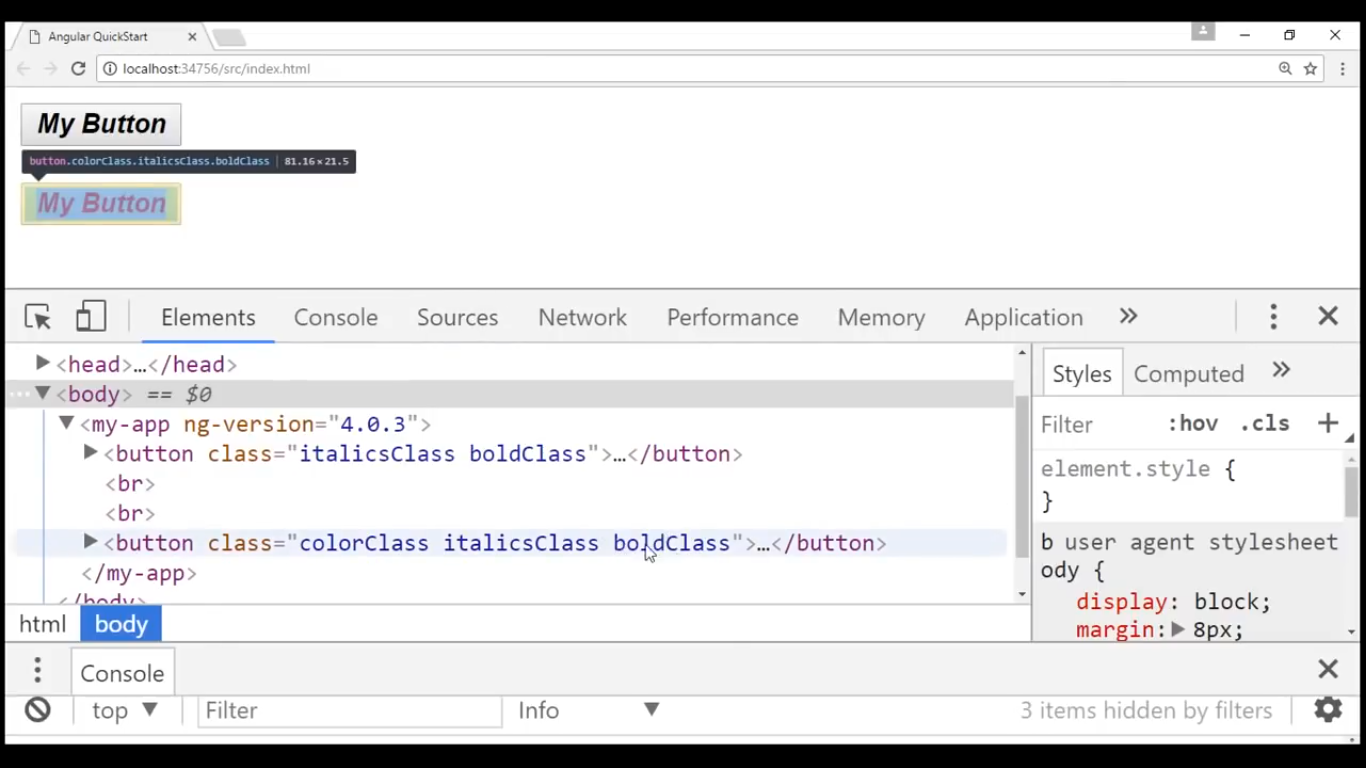 Angular QuickStart
localhost:34756/src/index.html
My Button
button.colorClass.italicsClass.boldClass | 81.16×21.5
My Button
Elements Console Sources Network Performance Memory Application »
<head>…</head>
… <body> == $0
<my-app ng-version="4.0.3">
<button class="italicsClass boldClass">…</button>
<br>
<br>
<button class="colorClass italicsClass boldClass">…</button>
</my-app>
</body>
html body
Styles Computed »
Filter :hov .cls +
element.style {
}
b user agent stylesheet
ody {
display: block;
margin: 8px;
Console
top Filter Info 3 items hidden by filters